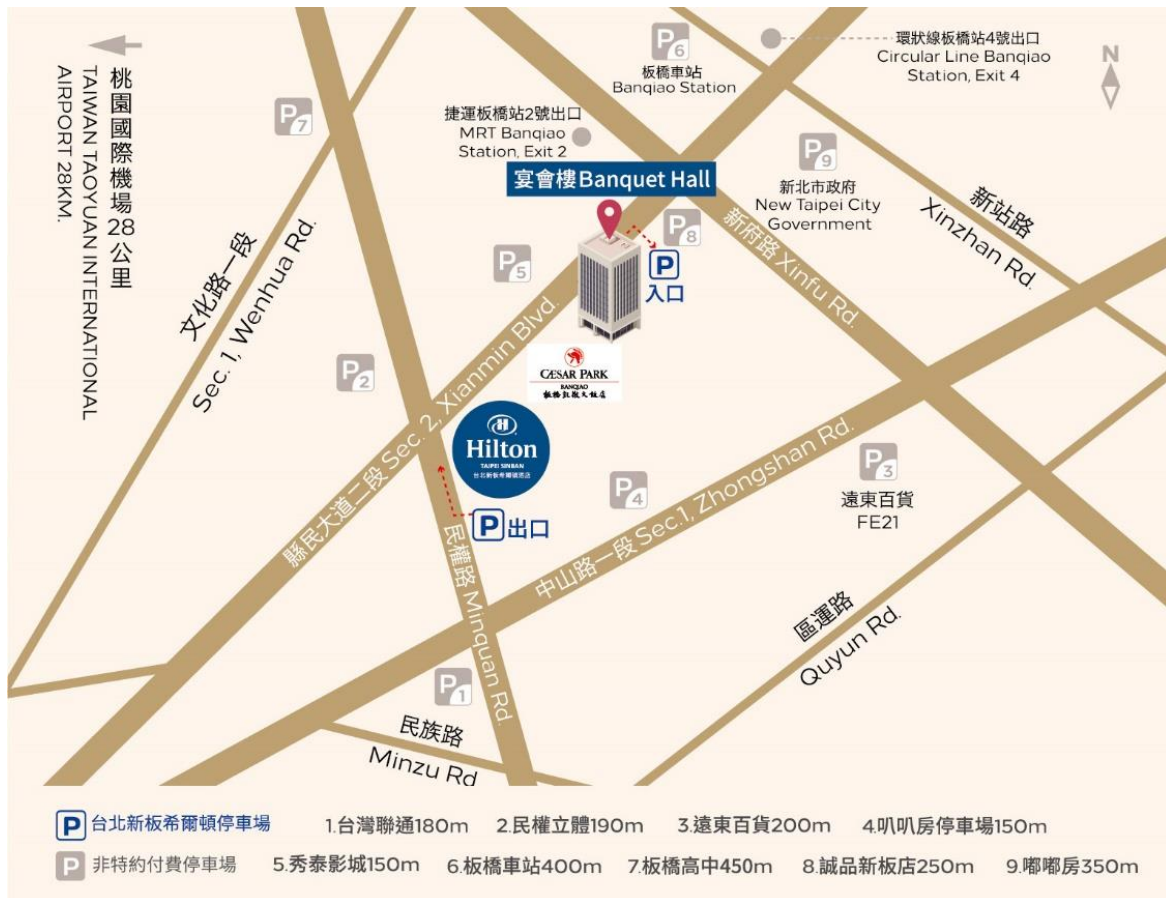 桃園國際機場28公里
TAIWAN TAOYUAN INTERNATIONAL
AIRPORT 28KM.
P7
P6
板橋車站
Banqiao Station
環狀線板橋站4號出口
Circular Line Banqiao
Station, Exit 4
N
捷運板橋站2號出口
MRT Banqiao
Station, Exit 2
P9
新北市政府
New Taipei City
Government
宴會樓Banquet Hall
新站路
Xinzhan Rd.
文化路一段
Sec. 1, Wenhua Rd.
P5
P8
P
入口
新府路 Xinfu Rd.
P2
CÆSAR PARK
BANQIAO
板橋凱撒大飯店
H
Hilton
TAIPEI SINBAN
台北新板希爾頓酒店
縣民大道二段 Sec. 2, Xianmin Blvd.
P4
P3
遠東百貨
FE21
P出口
民權路 Minquan Rd.
中山路一段 Sec.1, Zhongshan Rd.
區運路
Quyun Rd.
P1
民族路
Minzu Rd
P 台北新板希爾頓停車場 1.台灣聯通180m 2.民權立體190m 3.遠東百貨200m 4.叭叭房停車場150m
P 非特約付費停車場 5.秀泰影城150m 6.板橋車站400m 7.板橋高中450m 8.誠品新板店250m 9.嘟嘟房350m